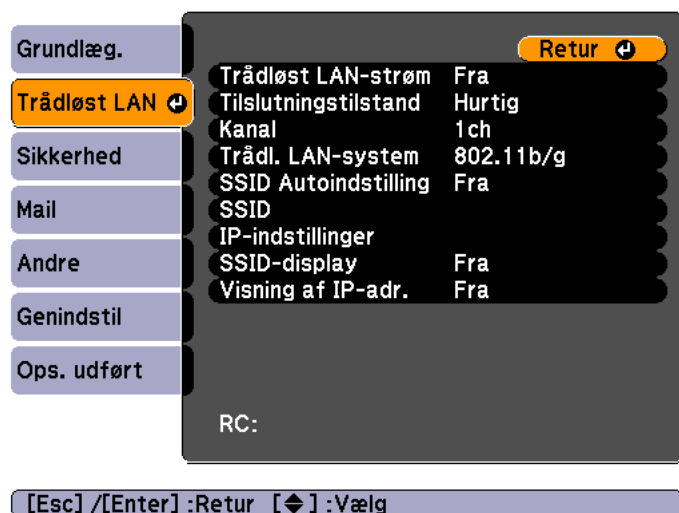 Grundlæg.
Trådløst LAN
Sikkerhed
Mail
Andre
Genindstil
Ops. udført
Retur
Trådløst LAN-strøm Fra
Tilslutningstilstand Hurtig
Kanal 1ch
Trådl. LAN-system 802.11b/g
SSID Autoindstilling Fra
SSID
IP-indstillinger
SSID-display Fra
Visning af IP-adr. Fra
RC:
[Esc] /[Enter] :Retur [◆] :Vælg